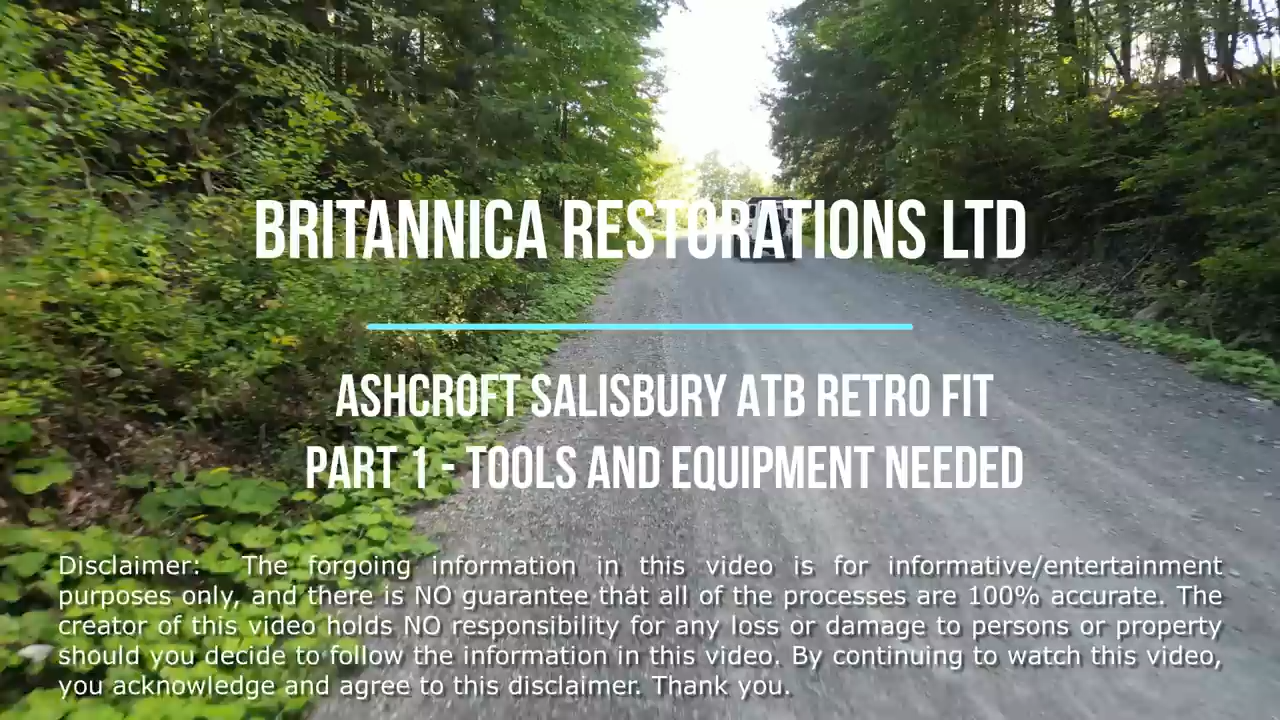 BRITANNICA RESTORATIONS LTD
ASHCROFT SALISBURY ATB RETRO FIT
PART 1 - TOOLS AND EQUIPMENT NEEDED
Disclaimer: The forgoing information in this video is for informative/entertainment
purposes only, and there is NO guarantee that all of the processes are 100% accurate. The
creator of this video holds NO responsibility for any loss or damage to persons or property
should you decide to follow the information in this video. By continuing to watch this video,
you acknowledge and agree to this disclaimer. Thank you.